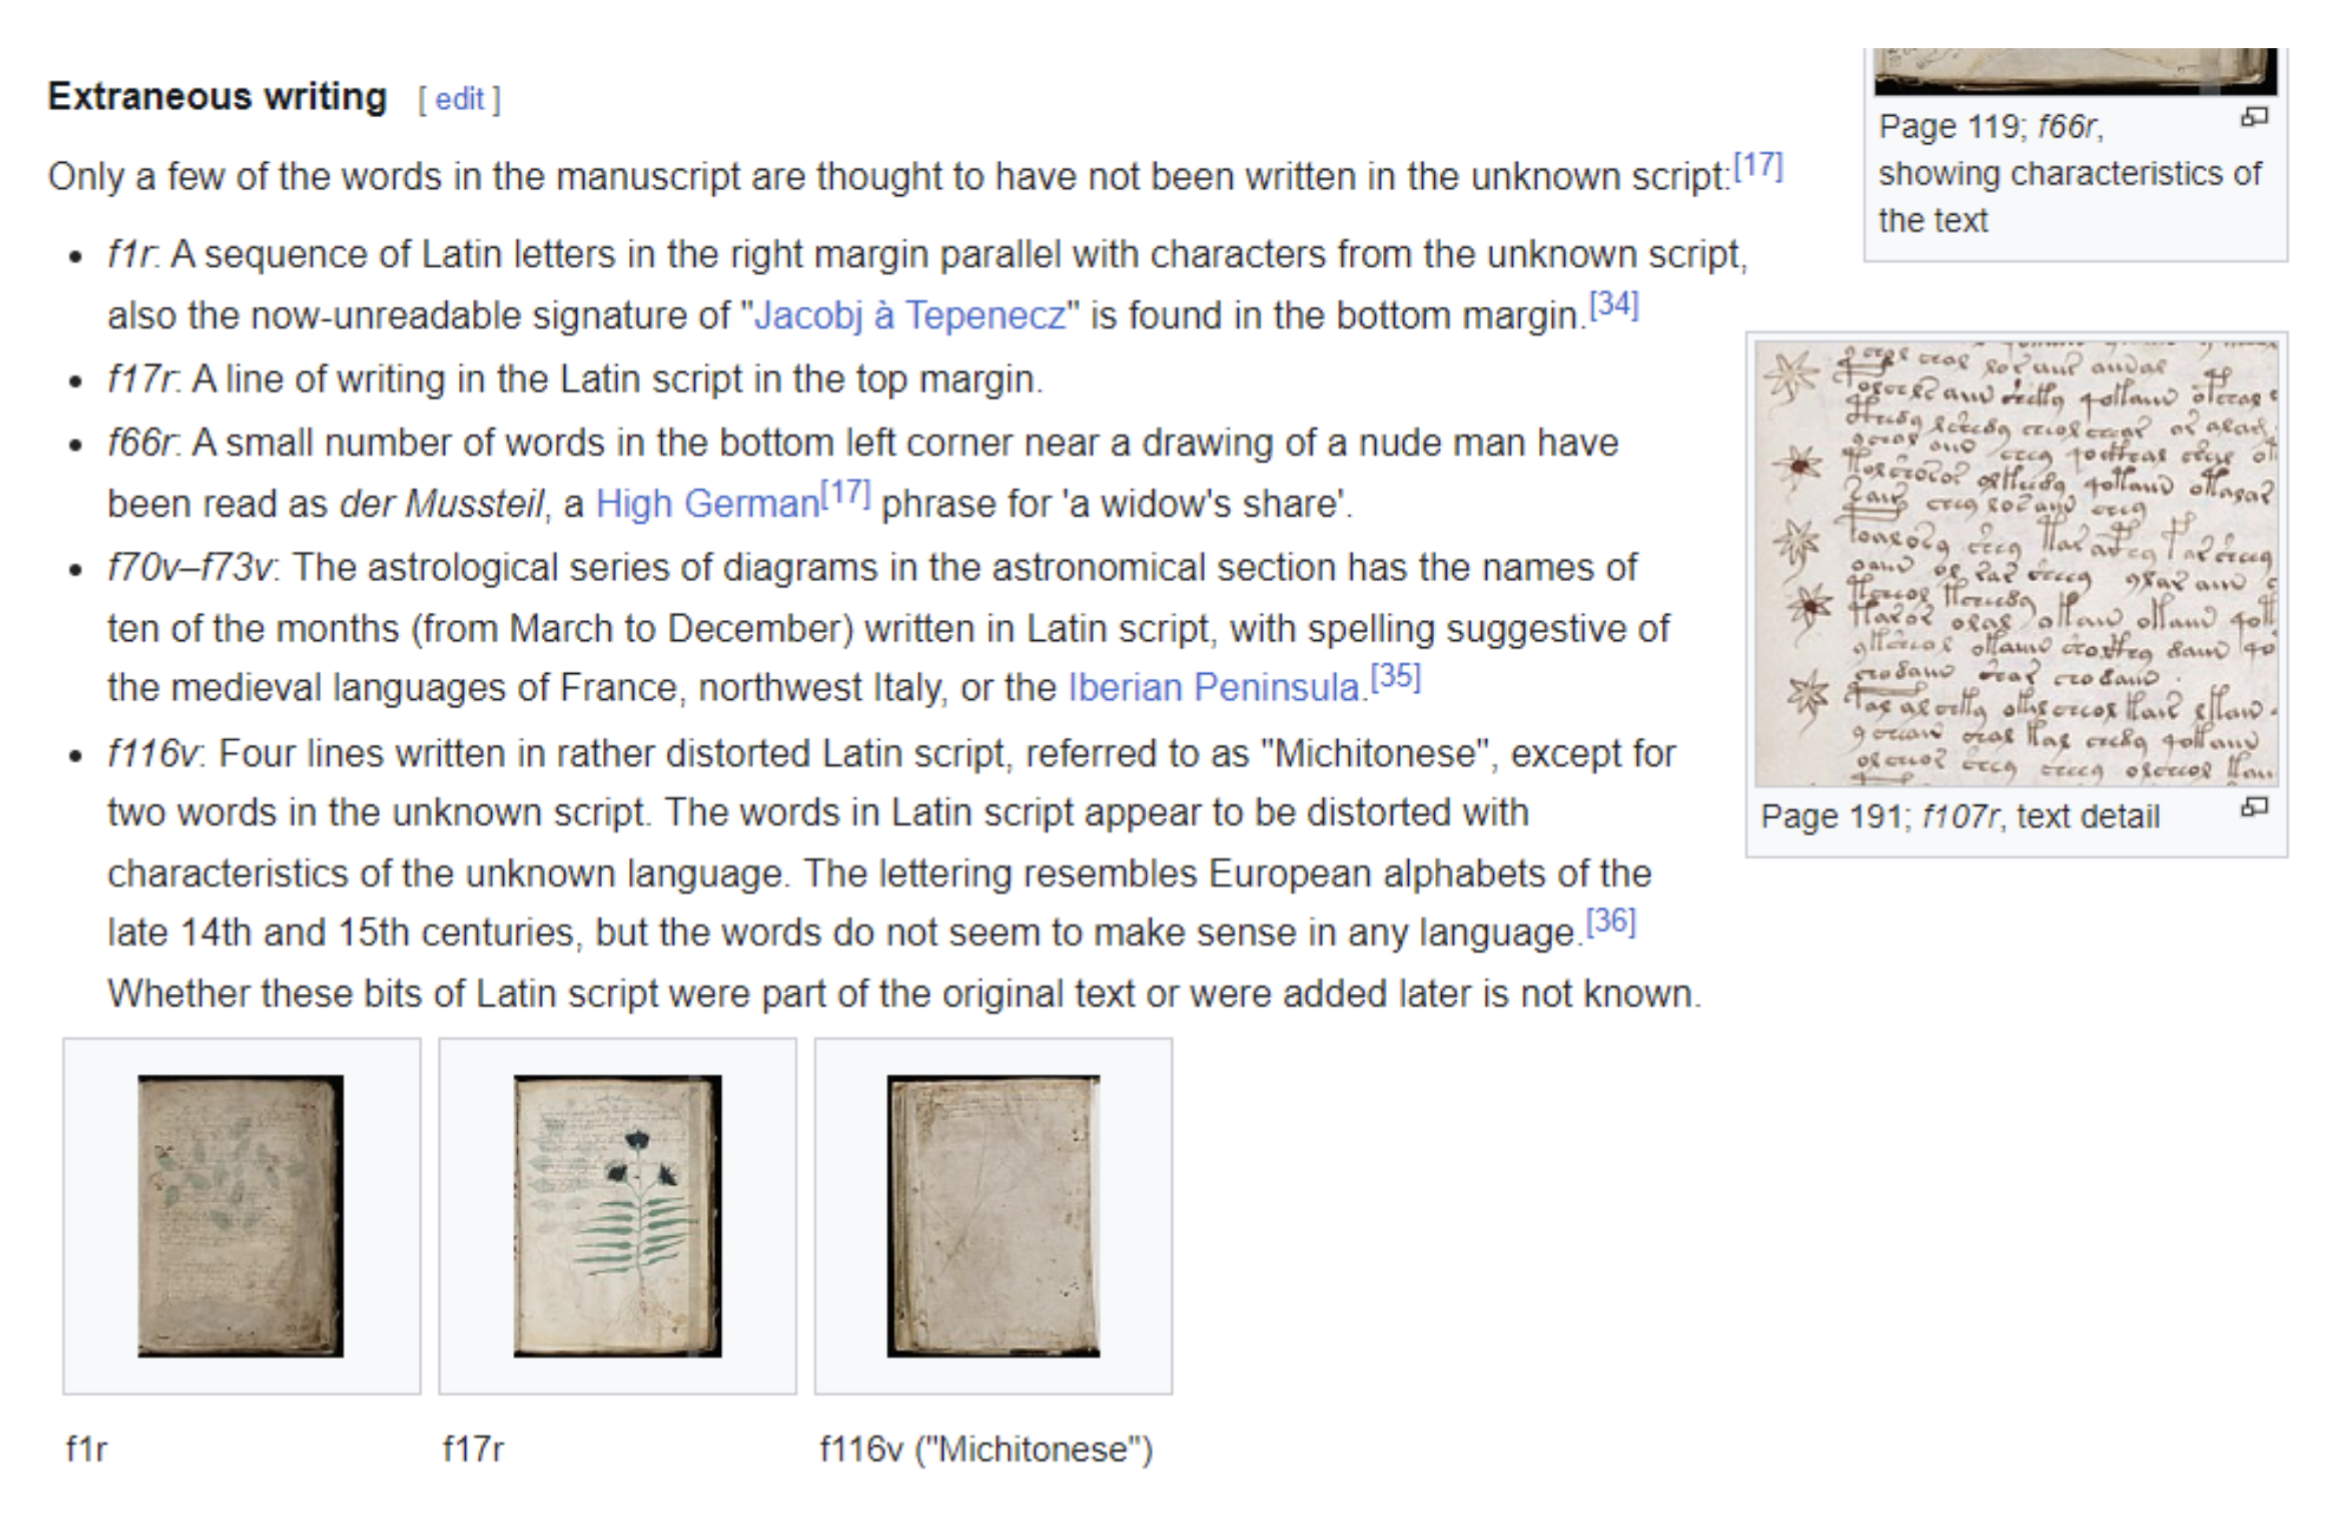 Extraneous writing [ edit ]
Only a few of the words in the manuscript are thought to have not been written in the unknown script:[17]
• f1r: A sequence of Latin letters in the right margin parallel with characters from the unknown script,
also the now-unreadable signature of "Jacobj à Tepenecz" is found in the bottom margin.[34]
• f17r: A line of writing in the Latin script in the top margin.
• f66r: A small number of words in the bottom left corner near a drawing of a nude man have
been read as der Mussteil, a High German[17] phrase for 'a widow's share'.
• f70v–f73v: The astrological series of diagrams in the astronomical section has the names of
ten of the months (from March to December) written in Latin script, with spelling suggestive of
the medieval languages of France, northwest Italy, or the Iberian Peninsula.[35]
• f116v: Four lines written in rather distorted Latin script, referred to as "Michitonese", except for
two words in the unknown script. The words in Latin script appear to be distorted with
characteristics of the unknown language. The lettering resembles European alphabets of the
late 14th and 15th centuries, but the words do not seem to make sense in any language.[36]
Whether these bits of Latin script were part of the original text or were added later is not known.
f1r
f17r
f116v ("Michitonese")
Page 119; f66r,
showing characteristics of
the text
Page 191; f107r, text detail